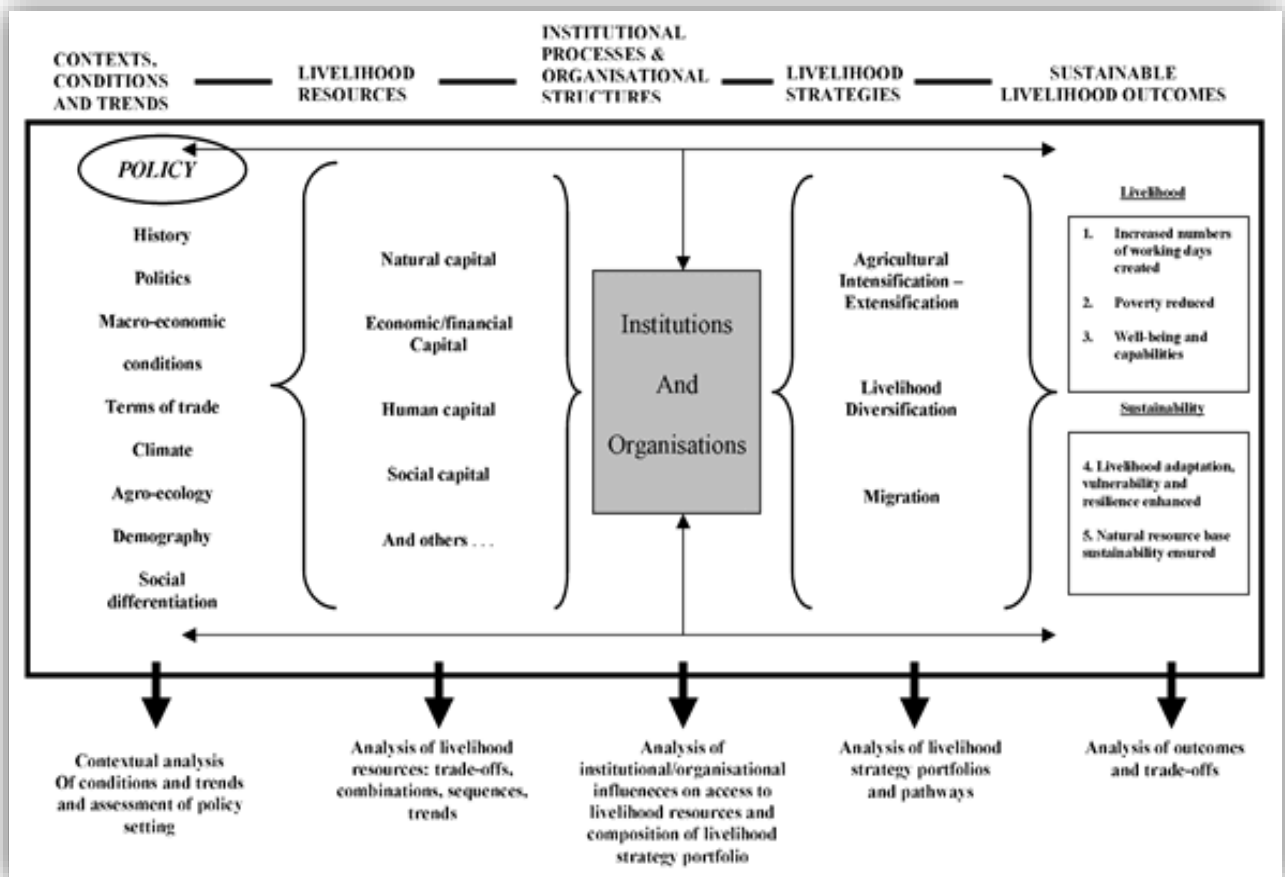 CONTEXTS,
CONDITIONS
AND TRENDS
LIVELIHOOD
RESOURCES
INSTITUTIONAL
PROCESSES &
ORGANISATIONAL
STRUCTURES
LIVELIHOOD
STRATEGIES
SUSTAINABLE
LIVELIHOOD OUTCOMES
POLICY
History
Politics
Macro-economic
conditions
Terms of trade
Climate
Agro-ecology
Demography
Social
differentiation
Natural capital
Economic/financial
Capital
Human capital
Social capital
And others . . .
Institutions
And
Organisations
Agricultural
Intensification –
Extensification
Livelihood
Diversification
Migration
Livelihood
1. Increased numbers
of working days
created
2. Poverty reduced
3. Well-being and
capabilities
Sustainability
4. Livelihood adaptation,
vulnerability and
resilience enhanced
5. Natural resource base
sustainability ensured
Contextual analysis
Of conditions and trends
and assessment of policy
setting
Analysis of livelihood
resources: trade-offs,
combinations, sequences,
trends
Analysis of
institutional/organisational
influneces on access to
livelihood resources and
composition of livelihood
strategy portfolio
Analysis of livelihood
strategy portfolios
and pathways
Analysis of outcomes
and trade-offs